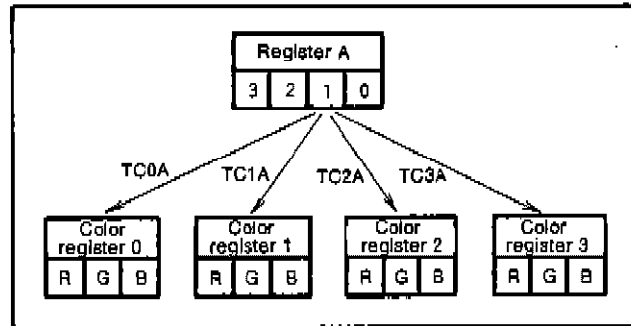 Register A
3 2 1 0
TC0A TC1A TC2A TC3A
Color register 0
Color register 1
Color register 2
Color register 3
R G B R G B R G B R G B